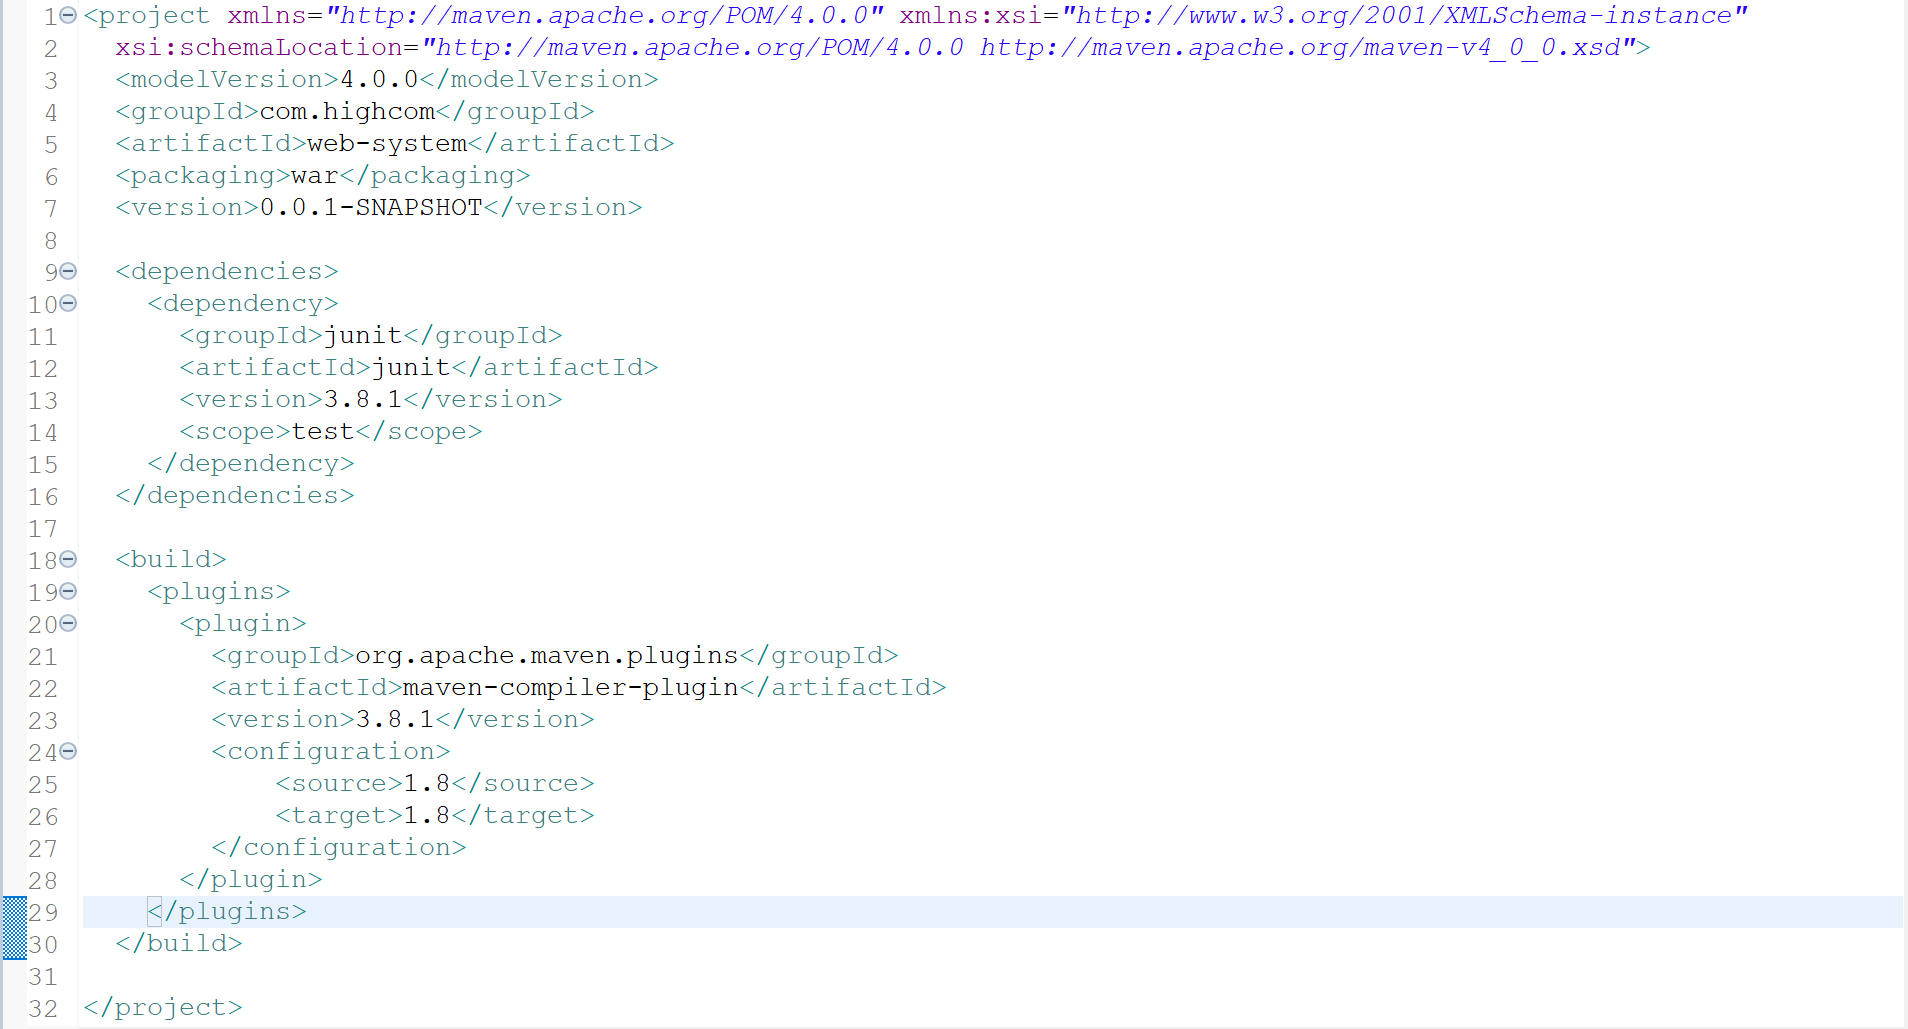 1 <project xmlns="http://maven.apache.org/POM/4.0.0" xmlns:xsi="http://www.w3.org/2001/XMLSchema-instance"
2   xsi:schemaLocation="http://maven.apache.org/POM/4.0.0 http://maven.apache.org/maven-v4_0_0.xsd">
3   <modelVersion>4.0.0</modelVersion>
4   <groupId>com.highcom</groupId>
5   <artifactId>web-system</artifactId>
6   <packaging>war</packaging>
7   <version>0.0.1-SNAPSHOT</version>
8
9   <dependencies>
10     <dependency>
11       <groupId>junit</groupId>
12       <artifactId>junit</artifactId>
13       <version>3.8.1</version>
14       <scope>test</scope>
15     </dependency>
16   </dependencies>
17
18   <build>
19     <plugins>
20       <plugin>
21         <groupId>org.apache.maven.plugins</groupId>
22         <artifactId>maven-compiler-plugin</artifactId>
23         <version>3.8.1</version>
24         <configuration>
25             <source>1.8</source>
26             <target>1.8</target>
27         </configuration>
28       </plugin>
29     </plugins>
30   </build>
31
32 </project>